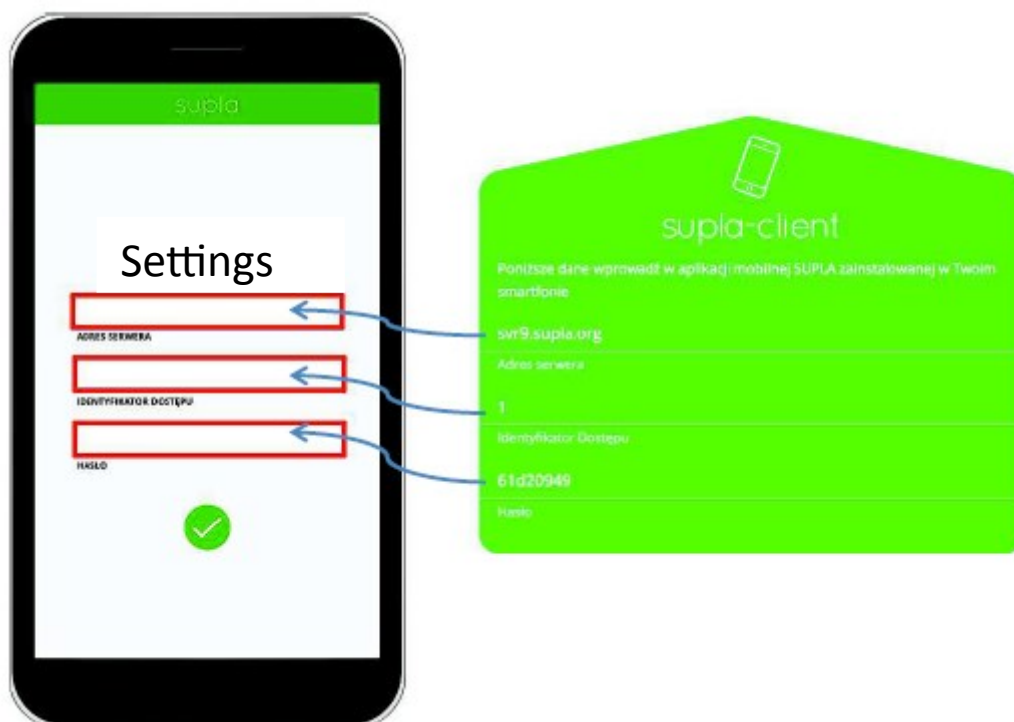 supla
Settings
ADRES SERWERA
IDENTYFIKATOR DOSTĘPU
HASŁO
supla-client
Poniższe dane wprowadź w aplikacji mobilnej SUPLA zainstalowanej w Twoim
smartfonie
svr9.supla.org
Adres serwera
1
Identyfikator Dostępu
61d20949
Hasło